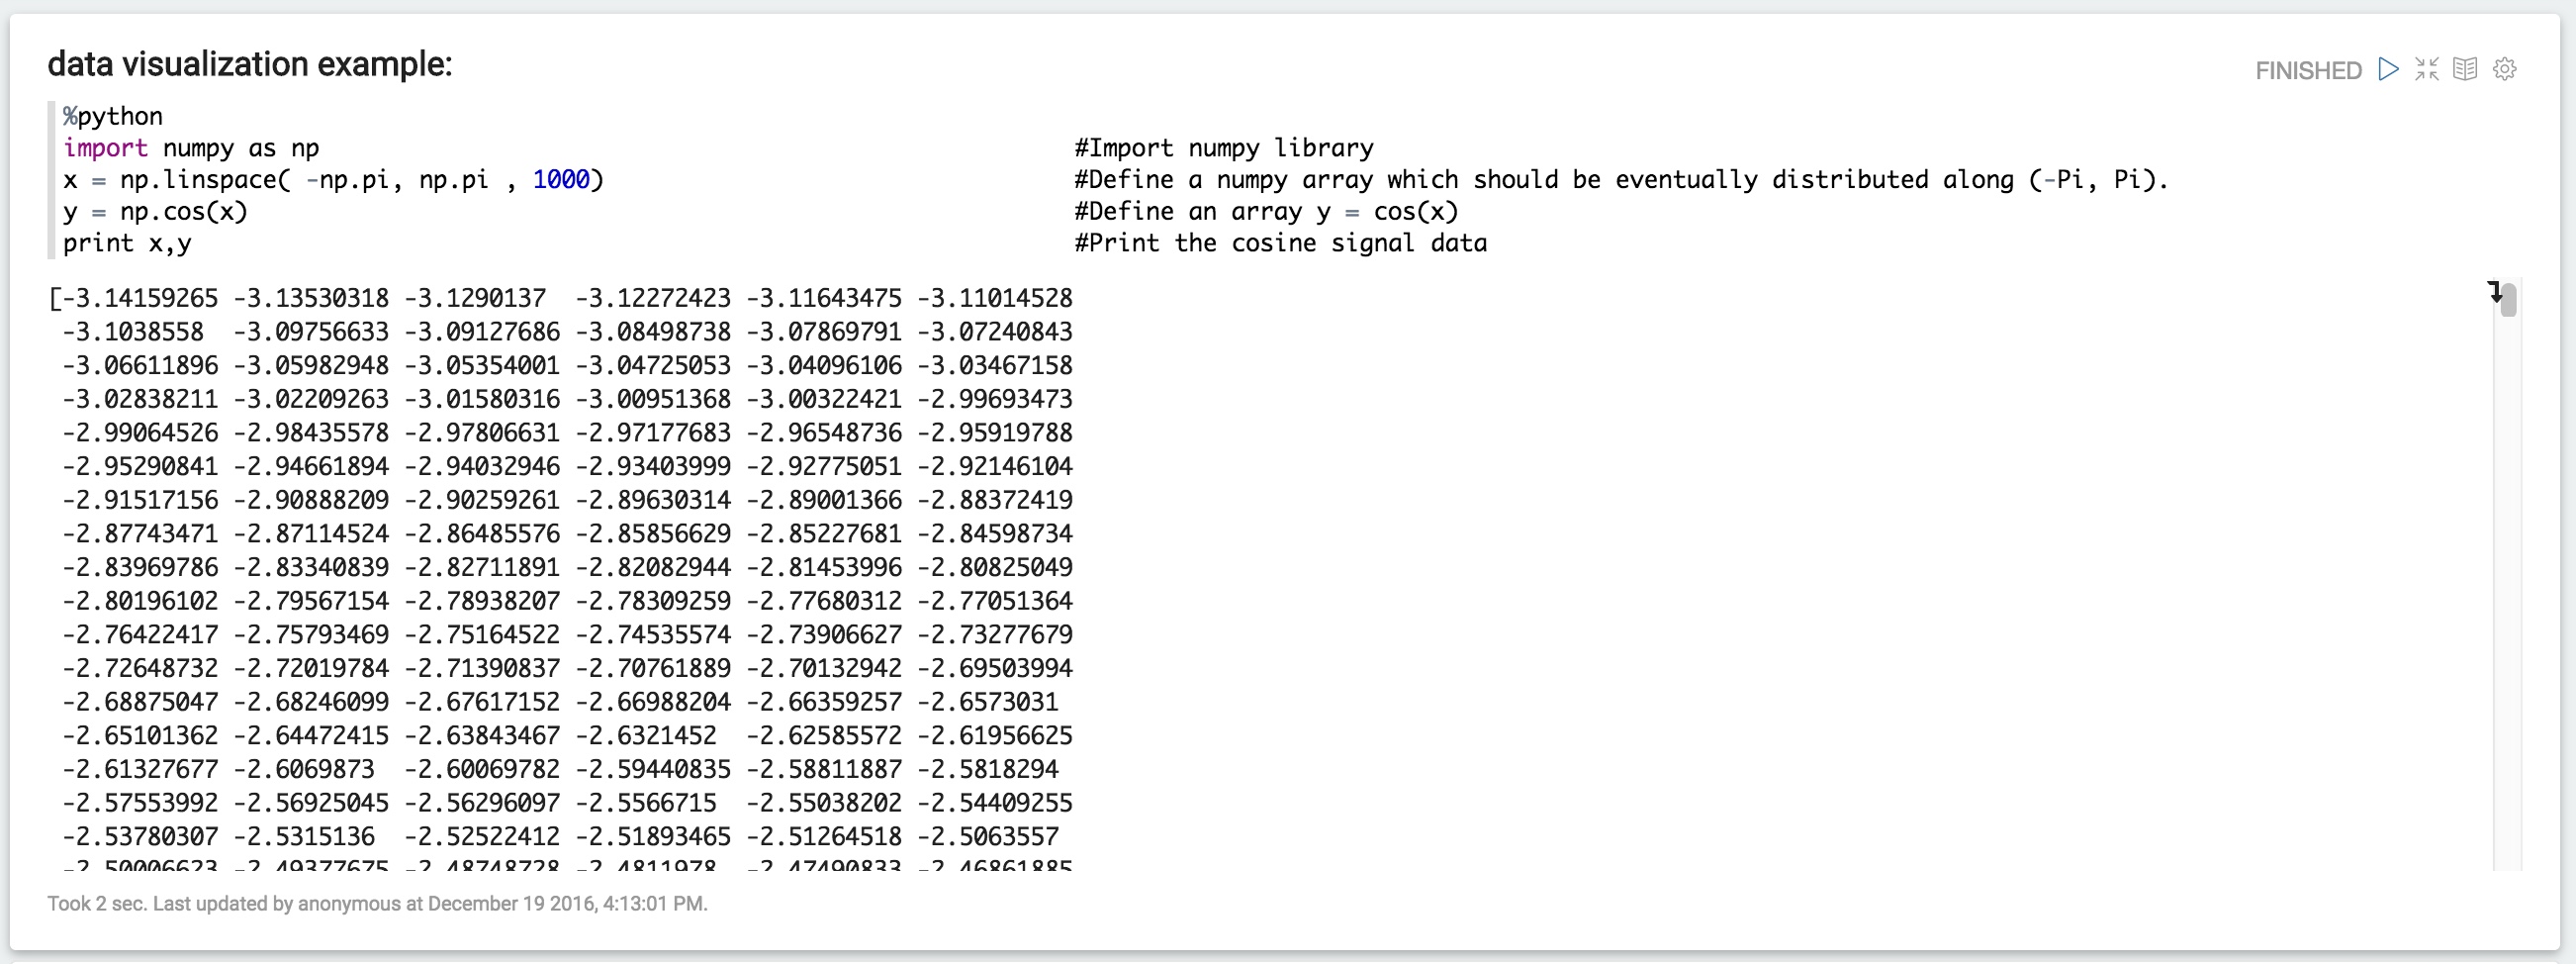 data visualization example:
FINISHED
%python
import numpy as np #Import numpy library
x = np.linspace( -np.pi, np.pi , 1000) #Define a numpy array which should be eventually distributed along (-Pi, Pi).
y = np.cos(x) #Define an array y = cos(x)
print x,y #Print the cosine signal data
[-3.14159265 -3.13530318 -3.1290137  -3.12272423 -3.11643475 -3.11014528
-3.1038558  -3.09756633 -3.09127686 -3.08498738 -3.07869791 -3.07240843
-3.06611896 -3.05982948 -3.05354001 -3.04725053 -3.04096106 -3.03467158
-3.02838211 -3.02209263 -3.01580316 -3.00951368 -3.00322421 -2.99693473
-2.99064526 -2.98435578 -2.97806631 -2.97177683 -2.96548736 -2.95919788
-2.95290841 -2.94661894 -2.94032946 -2.93403999 -2.92775051 -2.92146104
-2.91517156 -2.90888209 -2.90259261 -2.89630314 -2.89001366 -2.88372419
-2.87743471 -2.87114524 -2.86485576 -2.85856629 -2.85227681 -2.84598734
-2.83969786 -2.83340839 -2.82711891 -2.82082944 -2.81453996 -2.80825049
-2.80196102 -2.79567154 -2.78938207 -2.78309259 -2.77680312 -2.77051364
-2.76422417 -2.75793469 -2.75164522 -2.74535574 -2.73906627 -2.73277679
-2.72648732 -2.72019784 -2.71390837 -2.70761889 -2.70132942 -2.69503994
-2.68875047 -2.68246099 -2.67617152 -2.66988204 -2.66359257 -2.6573031
-2.65101362 -2.64472415 -2.63843467 -2.6321452  -2.62585572 -2.61956625
-2.61327677 -2.6069873  -2.60069782 -2.59440835 -2.58811887 -2.5818294
-2.57553992 -2.56925045 -2.56296097 -2.5566715  -2.55038202 -2.54409255
-2.53780307 -2.5315136  -2.52522412 -2.51893465 -2.51264518 -2.5063557
-2.50006623 -2.49377675 -2.48748728 -2.4811978  -2.47490833 -2.46861885
Took 2 sec. Last updated by anonymous at December 19 2016, 4:13:01 PM.